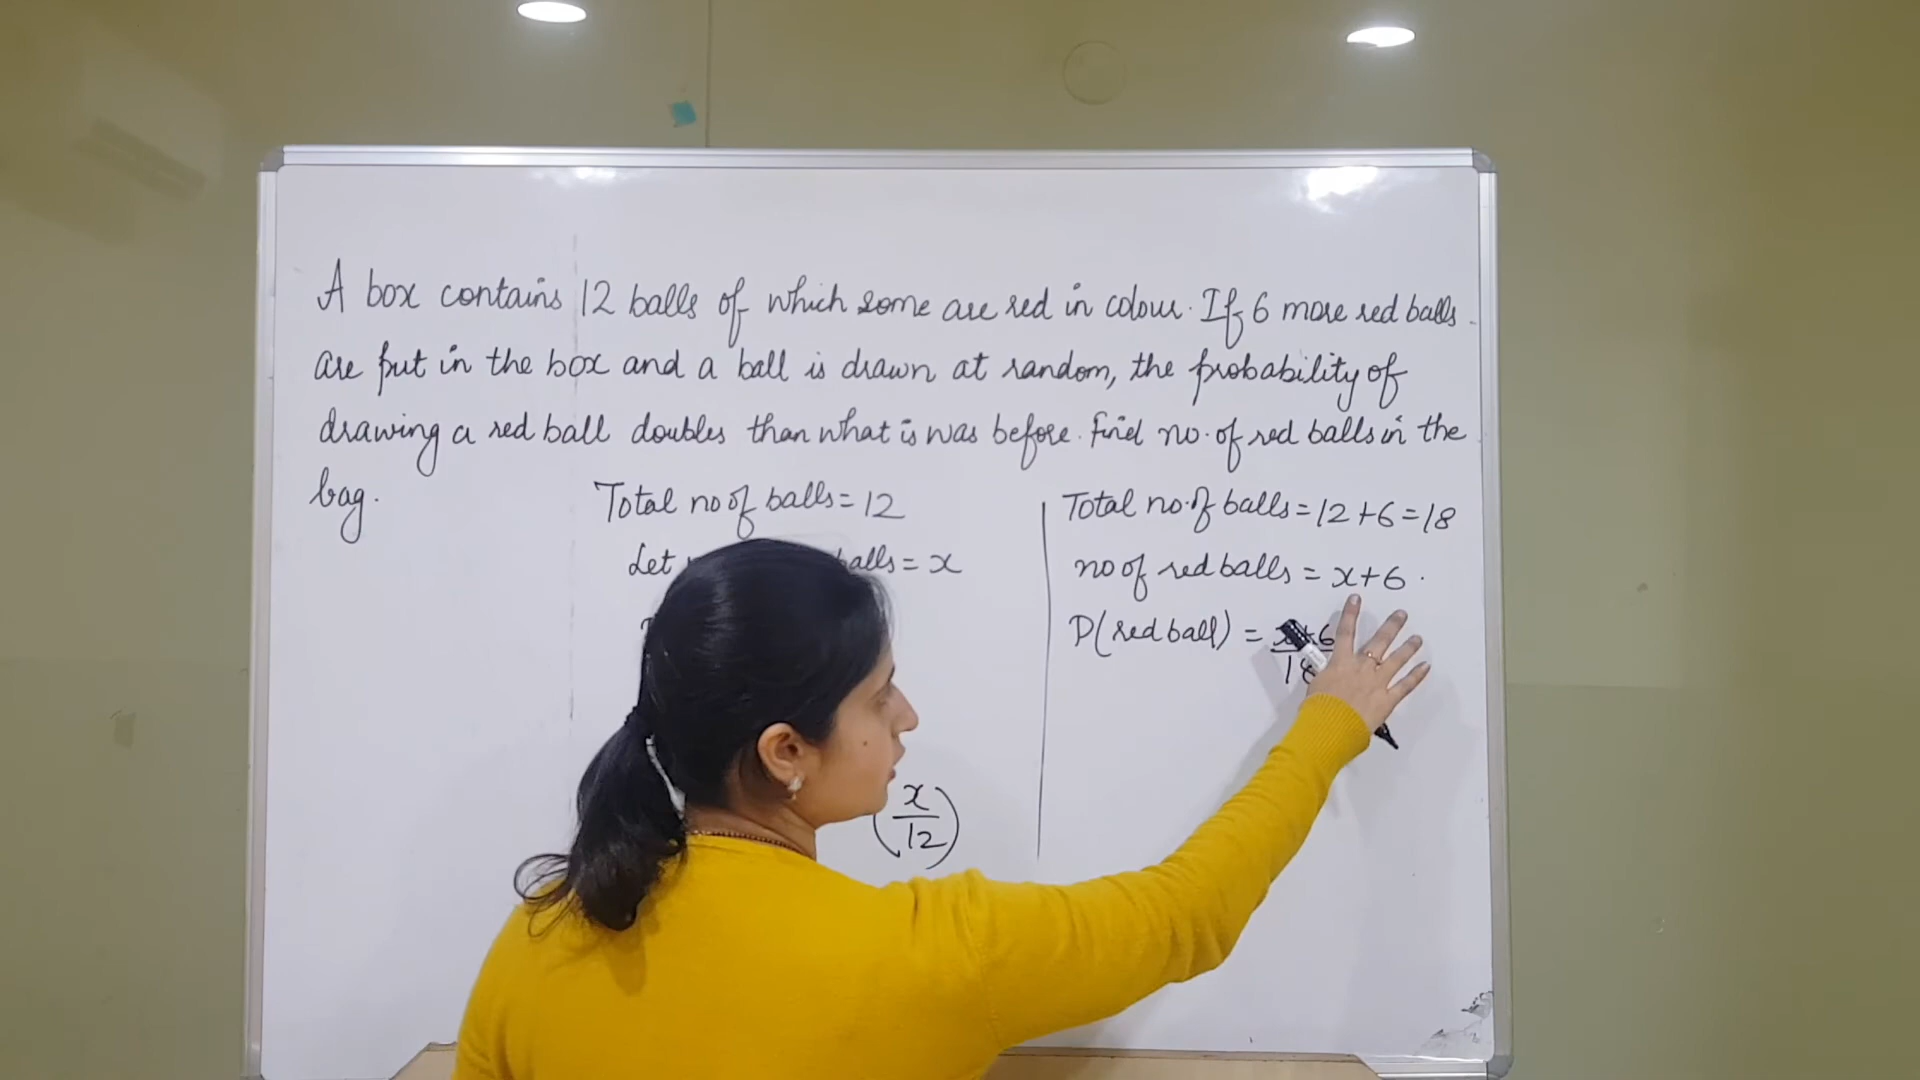 A box contains 12 balls of which some are red in colour. If 6 more red balls
are put in the box and a ball is drawn at random, the probability of
drawing a red ball doubles than what is was before. Find no. of red balls in the
bag.
Total no of balls = 12
Let balls = x
(x/12)
Total no. of balls = 12 + 6 = 18
no of red balls = x + 6
P(red ball) = x+6/18